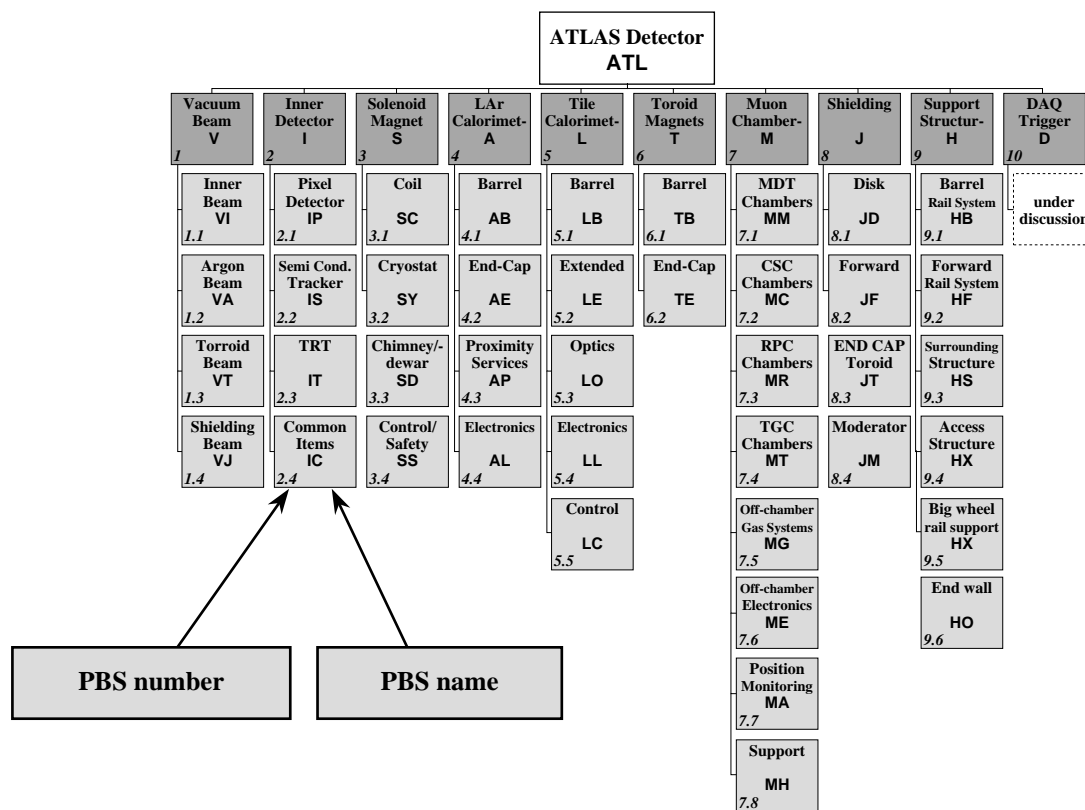 ATLAS Detector
ATL
Vacuum
Beam
V
1
Inner
Detector
I
2
Solenoid
Magnet
S
3
LAr
Calorimet-
A
4
Tile
Calorimet-
L
5
Toroid
Magnets
T
6
Muon
Chamber-
M
7
Shielding
J
8
Support
Structur-
H
9
DAQ
Trigger
D
10
Inner
Beam
VI
1.1
Pixel
Detector
IP
2.1
Coil
SC
3.1
Barrel
AB
4.1
Barrel
LB
5.1
Barrel
TB
6.1
MDT
Chambers
MM
7.1
Disk
JD
8.1
Barrel
Rail System
HB
9.1
under
discussion
Argon
Beam
VA
1.2
Semi Cond.
Tracker
IS
2.2
Cryostat
SY
3.2
End-Cap
AE
4.2
Extended
LE
5.2
End-Cap
TE
6.2
CSC
Chambers
MC
7.2
Forward
JF
8.2
Forward
Rail System
HF
9.2
Torroid
Beam
VT
1.3
TRT
IT
2.3
Chimney/-
dewar
SD
3.3
Proximity
Services
AP
4.3
Optics
LO
5.3
RPC
Chambers
MR
7.3
END CAP
Toroid
JT
8.3
Surrounding
Structure
HS
9.3
Shielding
Beam
VJ
1.4
Common
Items
IC
2.4
Control/
Safety
SS
3.4
Electronics
AL
4.4
Electronics
LL
5.4
TGC
Chambers
MT
7.4
Moderator
JM
8.4
Access
Structure
HX
9.4
Control
LC
5.5
Off-chamber
Gas Systems
MG
7.5
Big wheel
rail support
HX
9.5
Off-chamber
Electronics
ME
7.6
End wall
HO
9.6
PBS number
PBS name
Position
Monitoring
MA
7.7
Support
MH
7.8